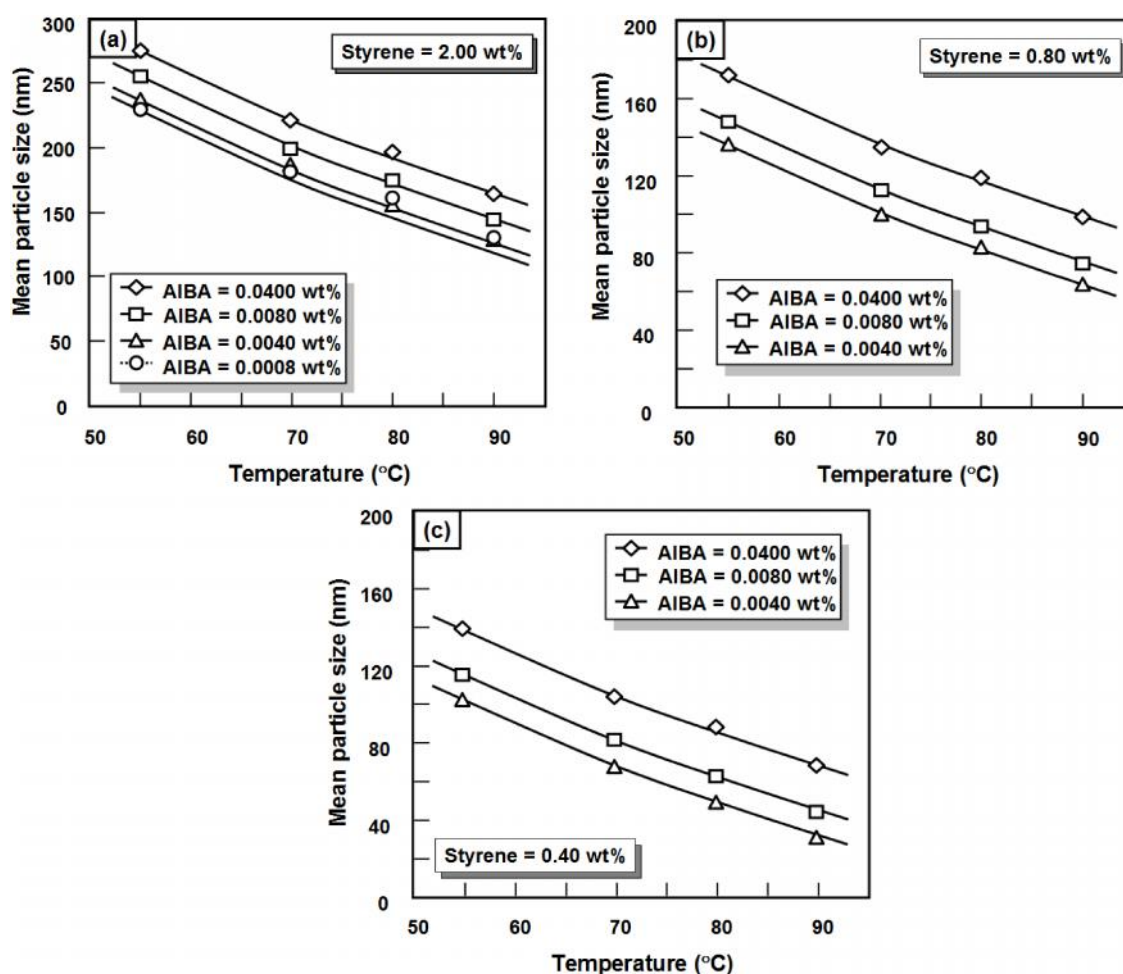 (a)
Styrene = 2.00 wt%
Mean particle size (nm)
300
250
200
150
100
50
0
AIBA = 0.0400 wt%
AIBA = 0.0080 wt%
AIBA = 0.0040 wt%
AIBA = 0.0008 wt%
50 60 70 80 90
Temperature (°C)
(b)
Styrene = 0.80 wt%
Mean particle size (nm)
200
160
120
80
40
0
AIBA = 0.0400 wt%
AIBA = 0.0080 wt%
AIBA = 0.0040 wt%
50 60 70 80 90
Temperature (°C)
(c)
AIBA = 0.0400 wt%
AIBA = 0.0080 wt%
AIBA = 0.0040 wt%
Mean particle size (nm)
200
160
120
80
40
0
Styrene = 0.40 wt%
50 60 70 80 90
Temperature (°C)